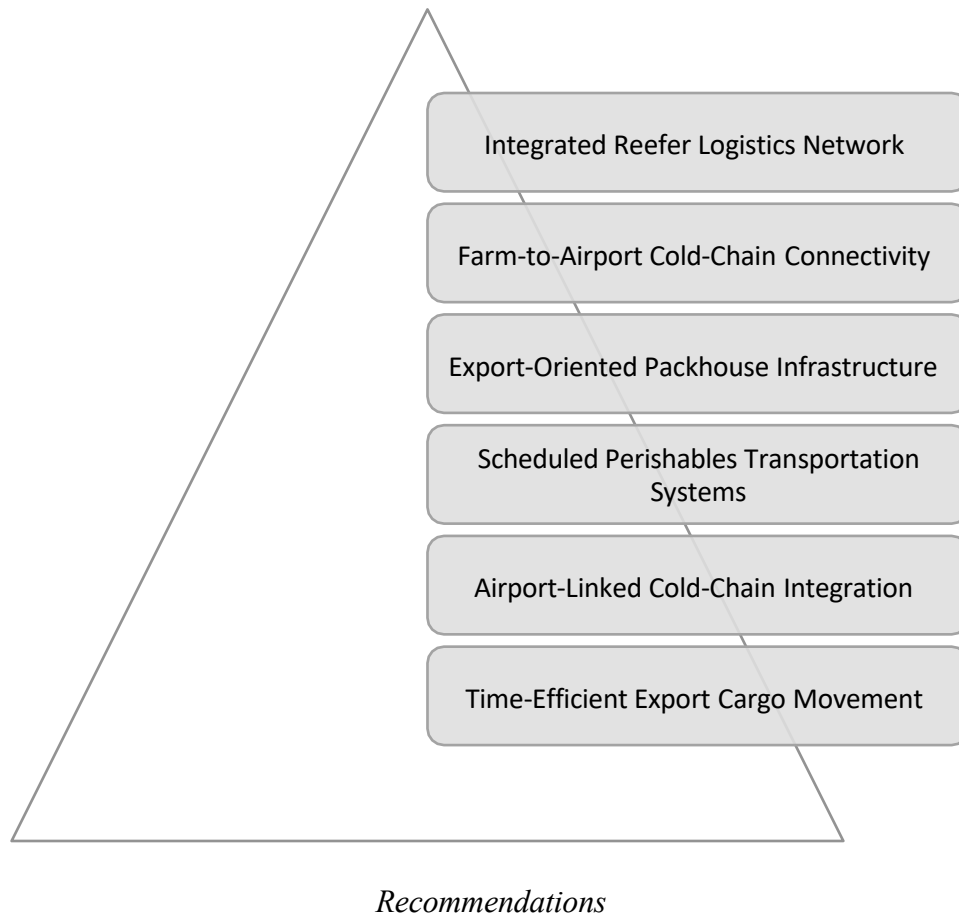 Integrated Reefer Logistics Network
Farm-to-Airport Cold-Chain Connectivity
Export-Oriented Packhouse Infrastructure
Scheduled Perishables Transportation
Systems
Airport-Linked Cold-Chain Integration
Time-Efficient Export Cargo Movement
Recommendations